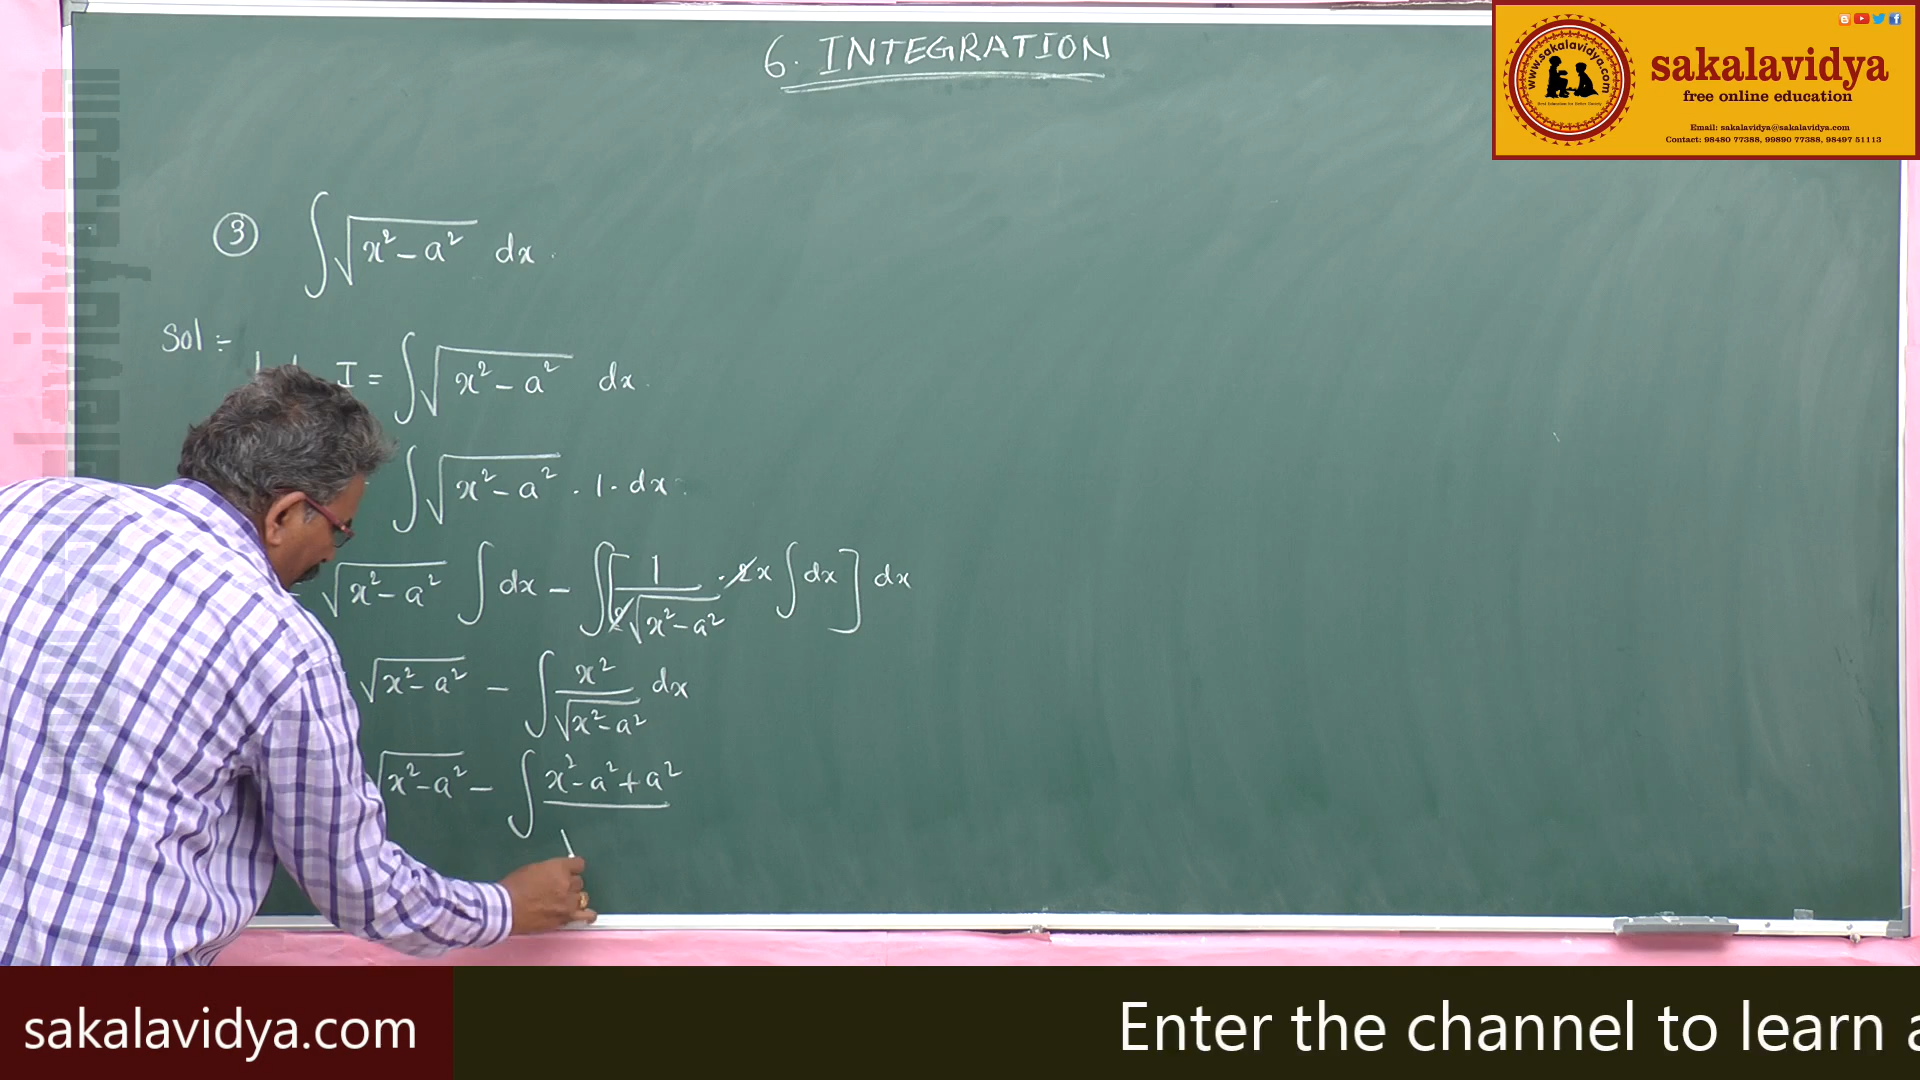 6. INTEGRATION
sakalavidya
free online education
Email: sakalavidya@sakalavidya.com
Contact: 98480 77388, 99890 77388, 98497 51113
www.sakalavidya.com
③ ∫√(x² - a²) dx.
Sol :-
I = ∫√(x² - a²) dx.
∫√(x² - a²) . 1 . dx.
√(x² - a²) ∫ dx - ∫[1/(2√(x² - a²)) . 2x ∫ dx] dx
√(x² - a²) - ∫ x²/√(x² - a²) dx
√(x² - a²) - ∫ x² - a² + a²
sakalavidya.com
Enter the channel to learn a